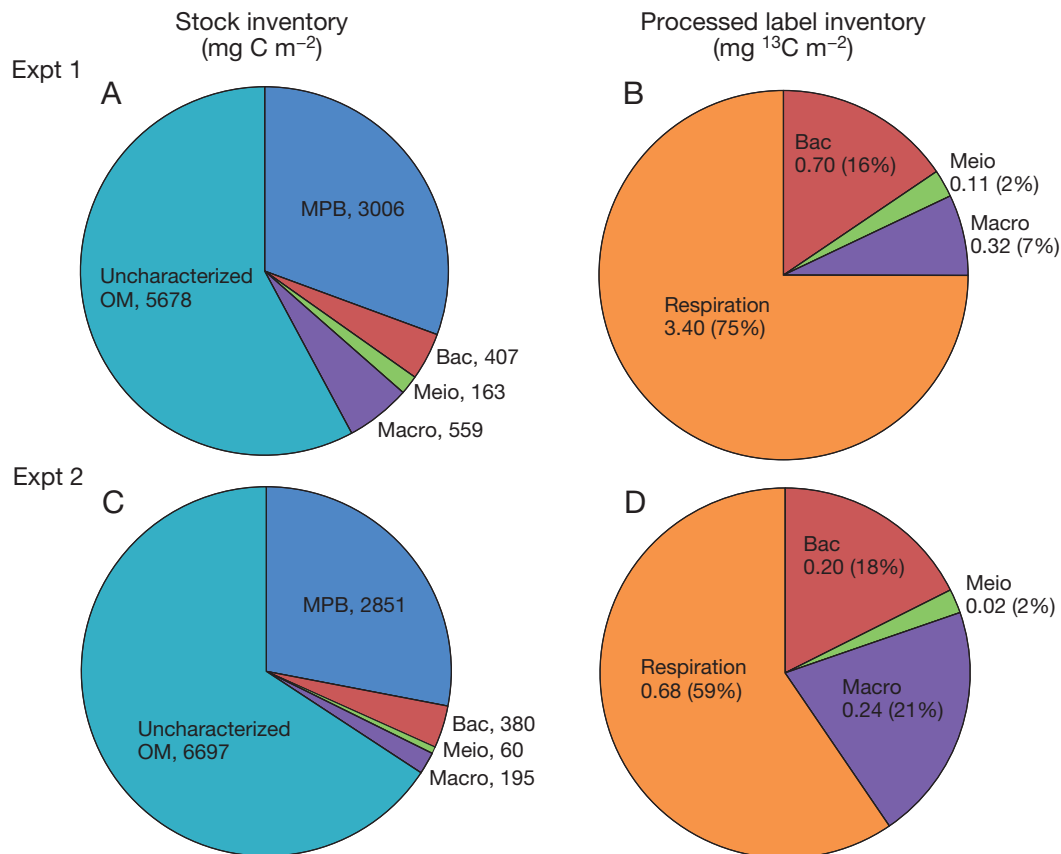 Stock inventory
(mg C m–2)
Processed label inventory
(mg 13C m–2)
Expt 1
A
MPB, 3006
Uncharacterized
OM, 5678
Bac, 407
Meio, 163
Macro, 559
B
Bac
0.70 (16%)
Meio
0.11 (2%)
Macro
0.32 (7%)
Respiration
3.40 (75%)
Expt 2
C
MPB, 2851
Uncharacterized
OM, 6697
Bac, 380
Meio, 60
Macro, 195
D
Bac
0.20 (18%)
Meio
0.02 (2%)
Respiration
0.68 (59%)
Macro
0.24 (21%)